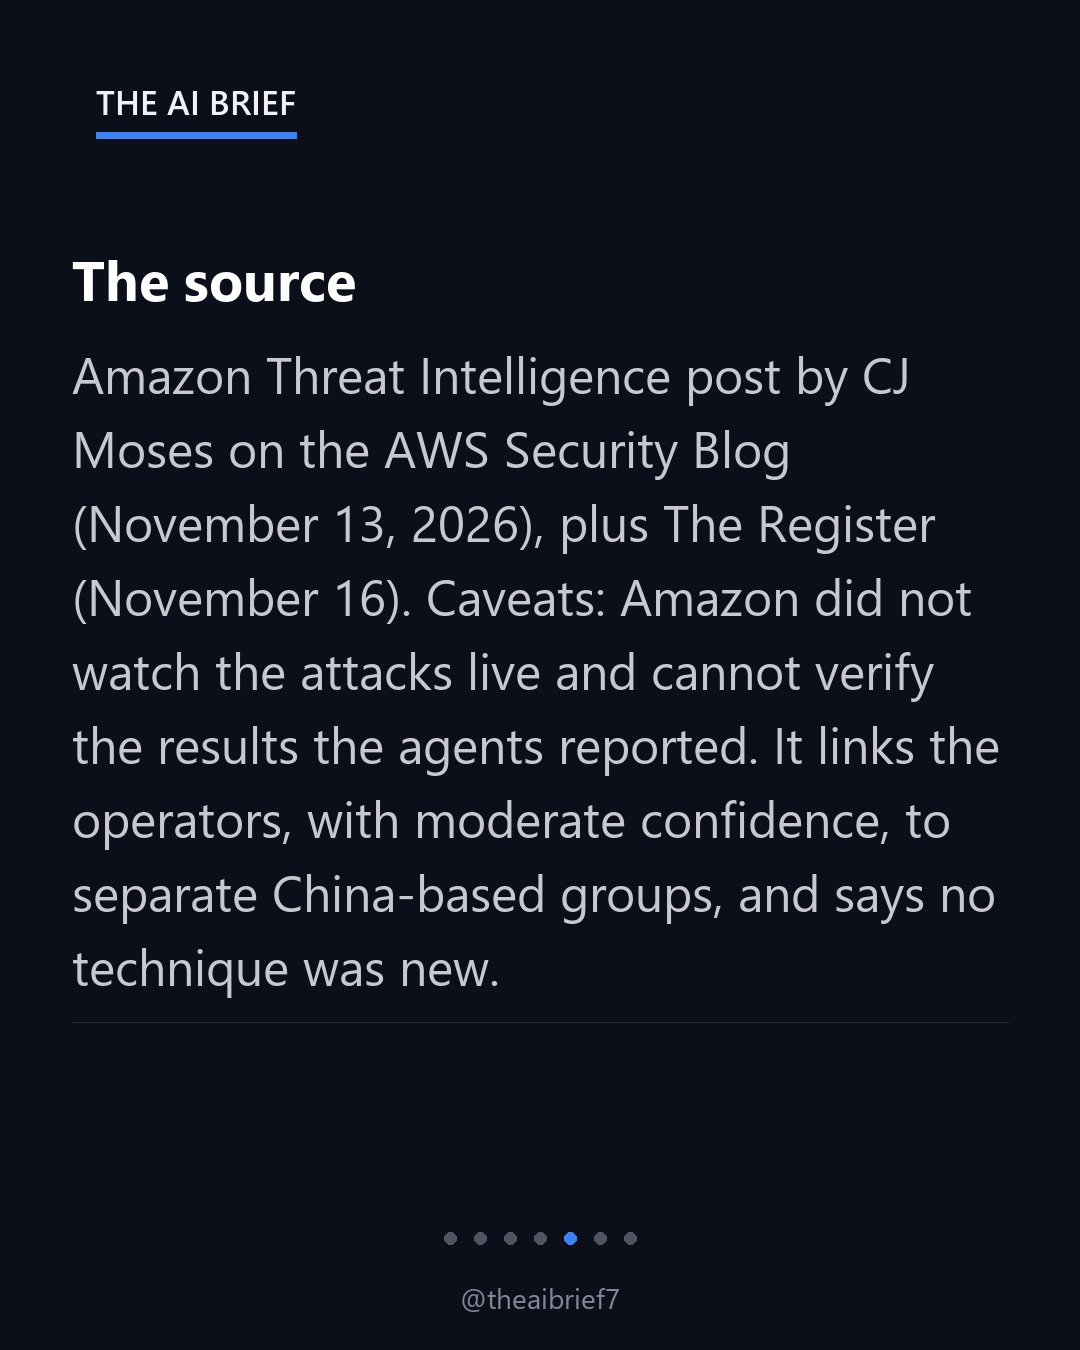 THE AI BRIEF
The source
Amazon Threat Intelligence post by CJ
Moses on the AWS Security Blog
(November 13, 2026), plus The Register
(November 16). Caveats: Amazon did not
watch the attacks live and cannot verify
the results the agents reported. It links the
operators, with moderate confidence, to
separate China-based groups, and says no
technique was new.
@theaibrief7